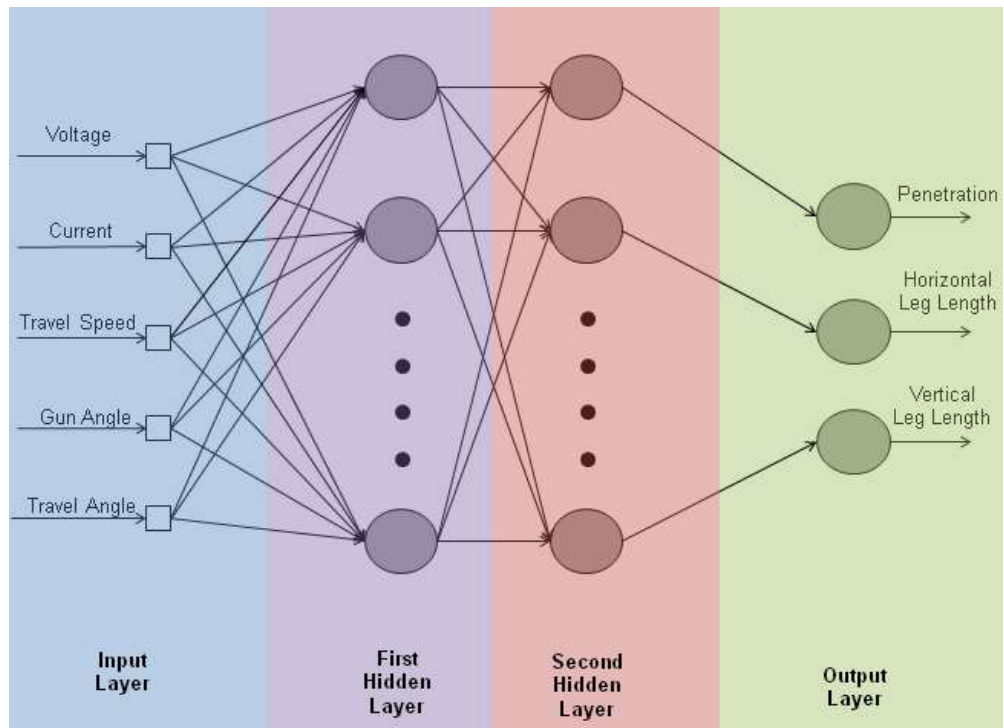 Voltage
Current
Travel Speed
Gun Angle
Travel Angle
Penetration
Horizontal
Leg Length
Vertical
Leg Length
Input
Layer
First
Hidden
Layer
Second
Hidden
Layer
Output
Layer